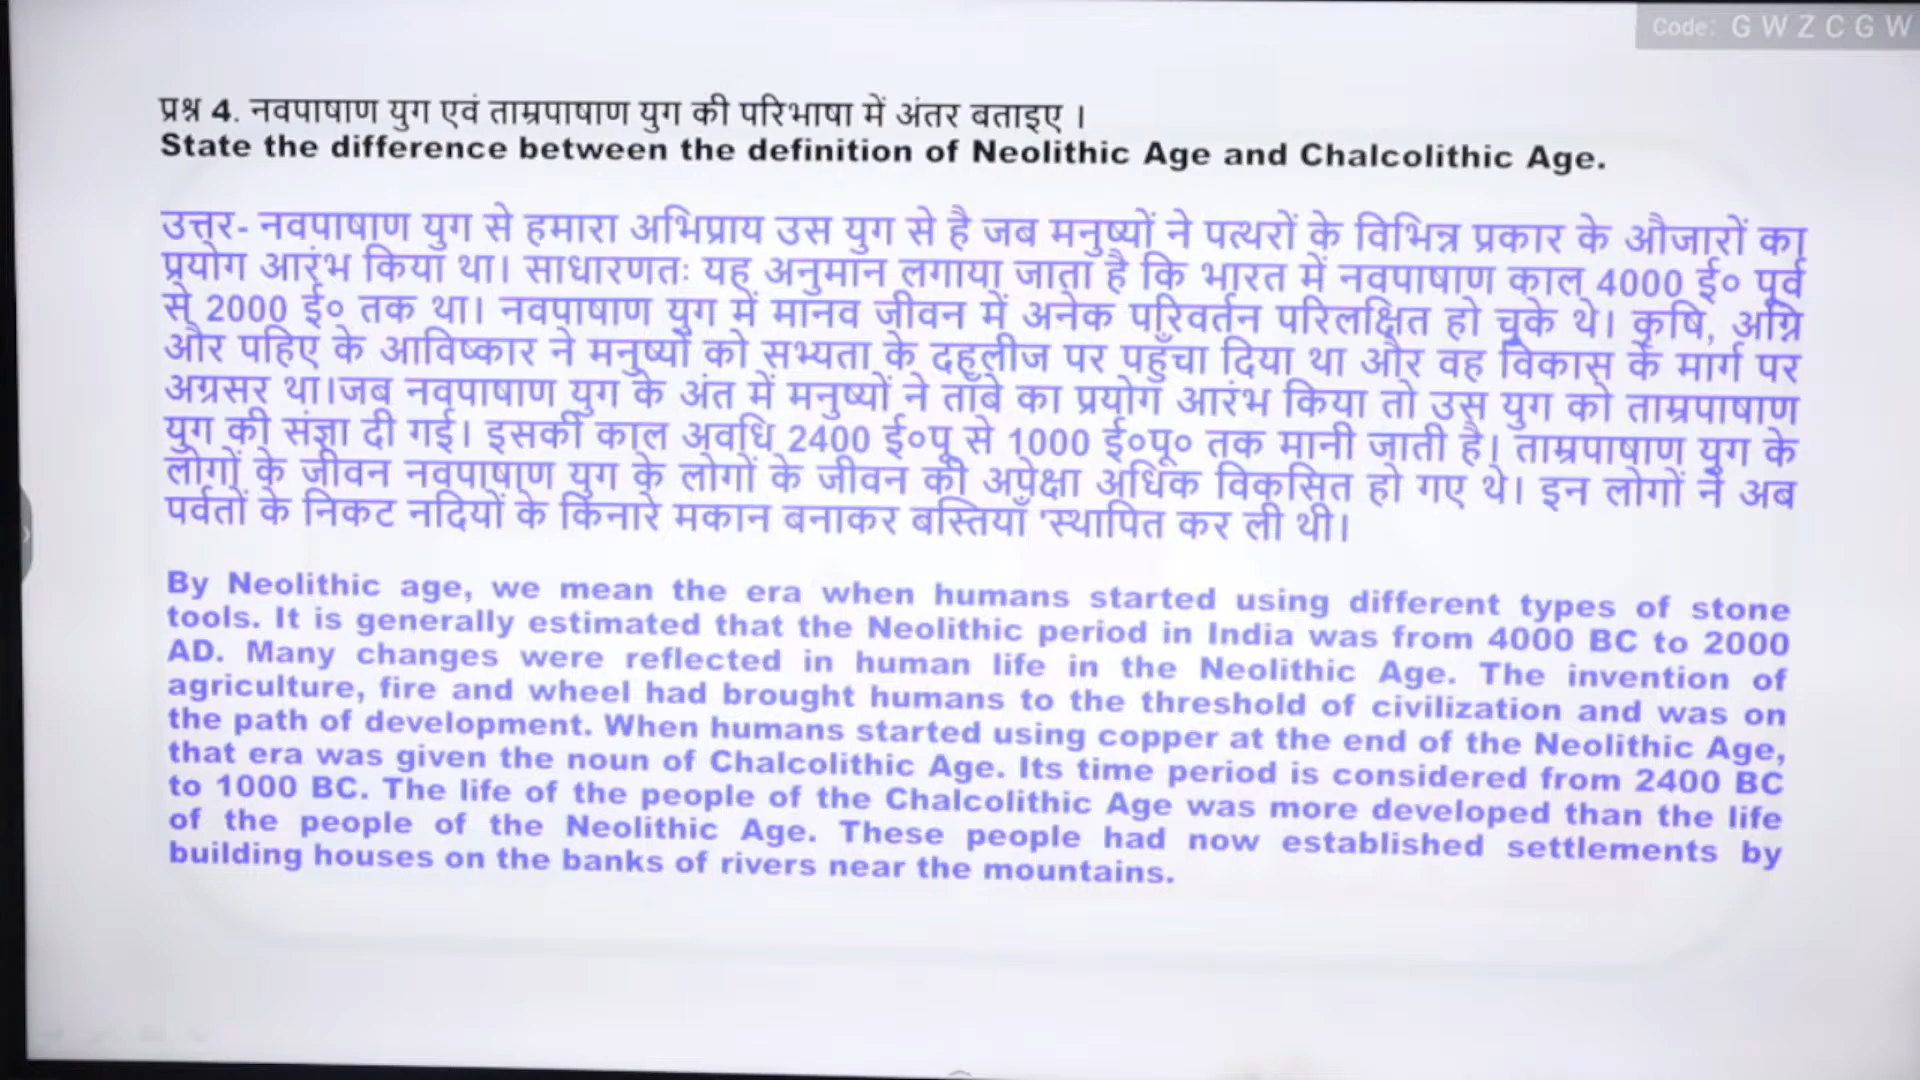 Code: G W Z C G W
प्रश्न 4. नवपाषाण युग एवं ताम्रपाषाण युग की परिभाषा में अंतर बताइए ।
State the difference between the definition of Neolithic Age and Chalcolithic Age.
उत्तर- नवपाषाण युग से हमारा अभिप्राय उस युग से है जब मनुष्यों ने पत्थरों के विभिन्न प्रकार के औजारों का
प्रयोग आरंभ किया था। साधारणतः यह अनुमान लगाया जाता है कि भारत में नवपाषाण काल 4000 ई० पूर्व
से 2000 ई० तक था। नवपाषाण युग में मानव जीवन में अनेक परिवर्तन परिलक्षित हो चुके थे। कृषि, अग्नि
और पहिए के आविष्कार ने मनुष्यों को सभ्यता के दहलीज पर पहुँचा दिया था और वह विकास के मार्ग पर
अग्रसर था।जब नवपाषाण युग के अंत में मनुष्यों ने ताँबे का प्रयोग आरंभ किया तो उस युग को ताम्रपाषाण
युग की संज्ञा दी गई। इसकी काल अवधि 2400 ई०पू से 1000 ई०पू० तक मानी जाती है। ताम्रपाषाण युग के
लोगों के जीवन नवपाषाण युग के लोगों के जीवन की अपेक्षा अधिक विकसित हो गए थे। इन लोगों ने अब
पर्वतों के निकट नदियों के किनारे मकान बनाकर बस्तियाँ 'स्थापित कर ली थी।
By Neolithic age, we mean the era when humans started using different types of stone
tools. It is generally estimated that the Neolithic period in India was from 4000 BC to 2000
AD. Many changes were reflected in human life in the Neolithic Age. The invention of
agriculture, fire and wheel had brought humans to the threshold of civilization and was on
the path of development. When humans started using copper at the end of the Neolithic Age,
that era was given the noun of Chalcolithic Age. Its time period is considered from 2400 BC
to 1000 BC. The life of the people of the Chalcolithic Age was more developed than the life
of the people of the Neolithic Age. These people had now established settlements by
building houses on the banks of rivers near the mountains.